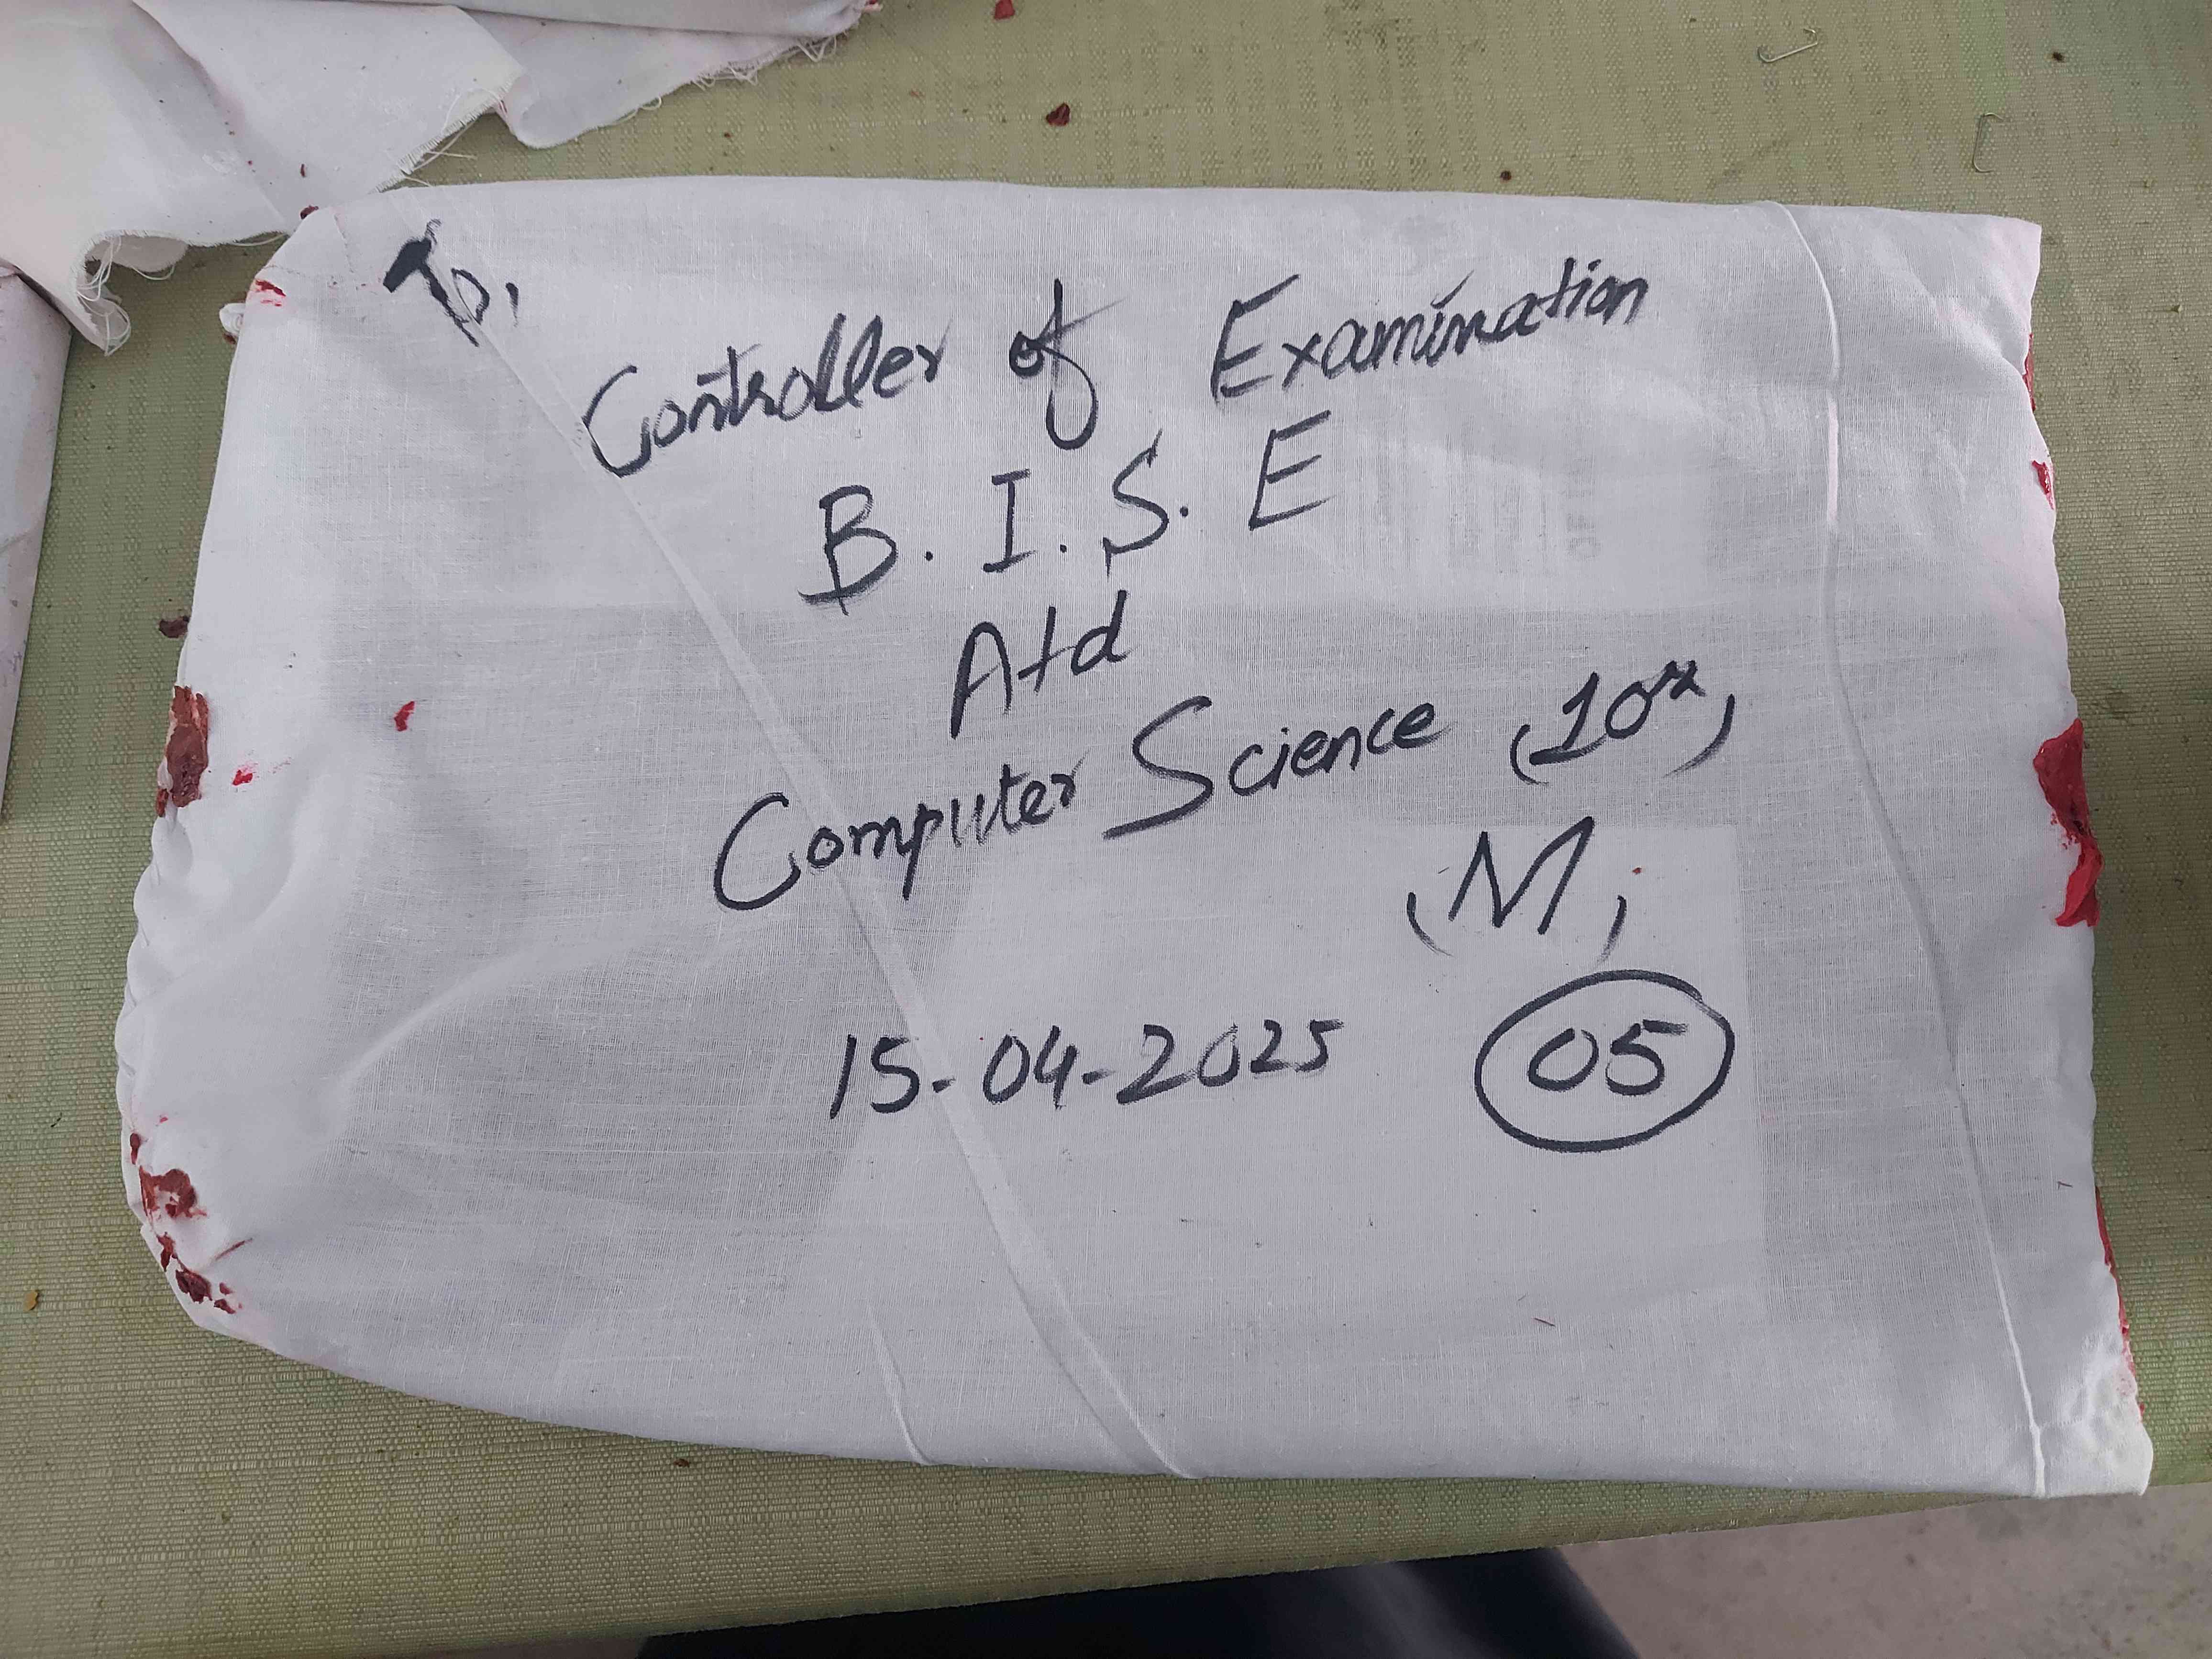 To,
Controller of Examination
B. I. S. E
Atd
Computer Science (10th)
(M)
15-04-2025 05